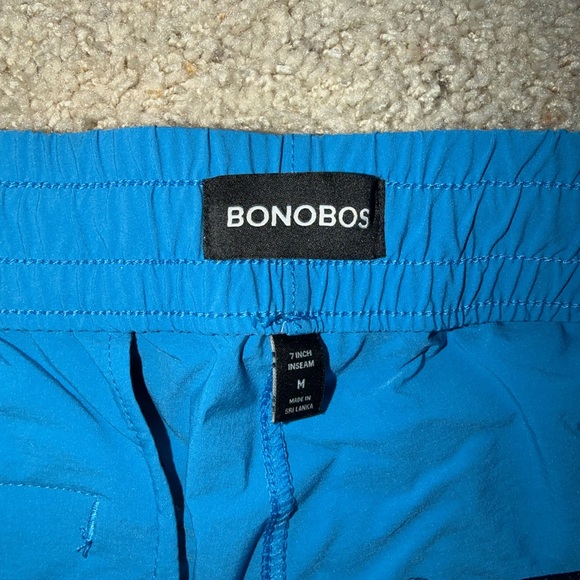 BONOBOS
7 INCH
INSEAM
M
MADE IN
SRI LANKA